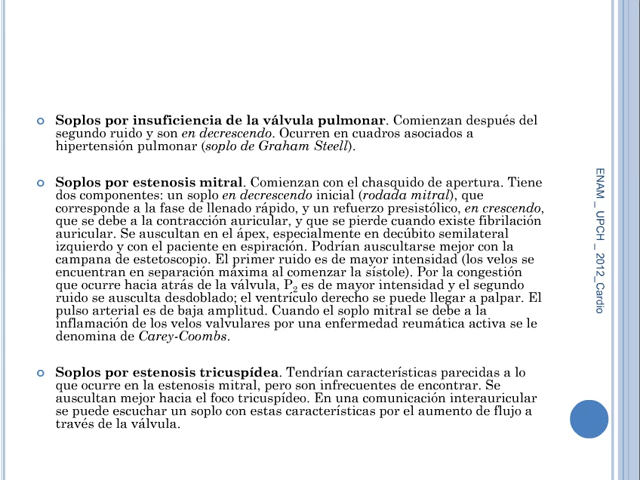 Soplos por insuficiencia de la válvula pulmonar. Comienzan después del
segundo ruido y son en decrescendo. Ocurren en cuadros asociados a
hipertensión pulmonar (soplo de Graham Steell).
Soplos por estenosis mitral. Comienzan con el chasquido de apertura. Tiene
dos componentes: un soplo en decrescendo inicial (rodada mitral), que
corresponde a la fase de llenado rápido, y un refuerzo presistólico, en crescendo,
que se debe a la contracción auricular, y que se pierde cuando existe fibrilación
auricular. Se auscultan en el ápex, especialmente en decúbito semilateral
izquierdo y con el paciente en espiración. Podrían auscultarse mejor con la
campana de estetoscopio. El primer ruido es de mayor intensidad (los velos se
encuentran en separación máxima al comenzar la sístole). Por la congestión
que ocurre hacia atrás de la válvula, P2 es de mayor intensidad y el segundo
ruido se ausculta desdoblado; el ventrículo derecho se puede llegar a palpar. El
pulso arterial es de baja amplitud. Cuando el soplo mitral se debe a la
inflamación de los velos valvulares por una enfermedad reumática activa se le
denomina de Carey-Coombs.
Soplos por estenosis tricuspídea. Tendrían características parecidas a lo
que ocurre en la estenosis mitral, pero son infrecuentes de encontrar. Se
auscultan mejor hacia el foco tricuspídeo. En una comunicación interauricular
se puede escuchar un soplo con estas características por el aumento de flujo a
través de la válvula.
ENAM _ UPCH _ 2012_Cardio